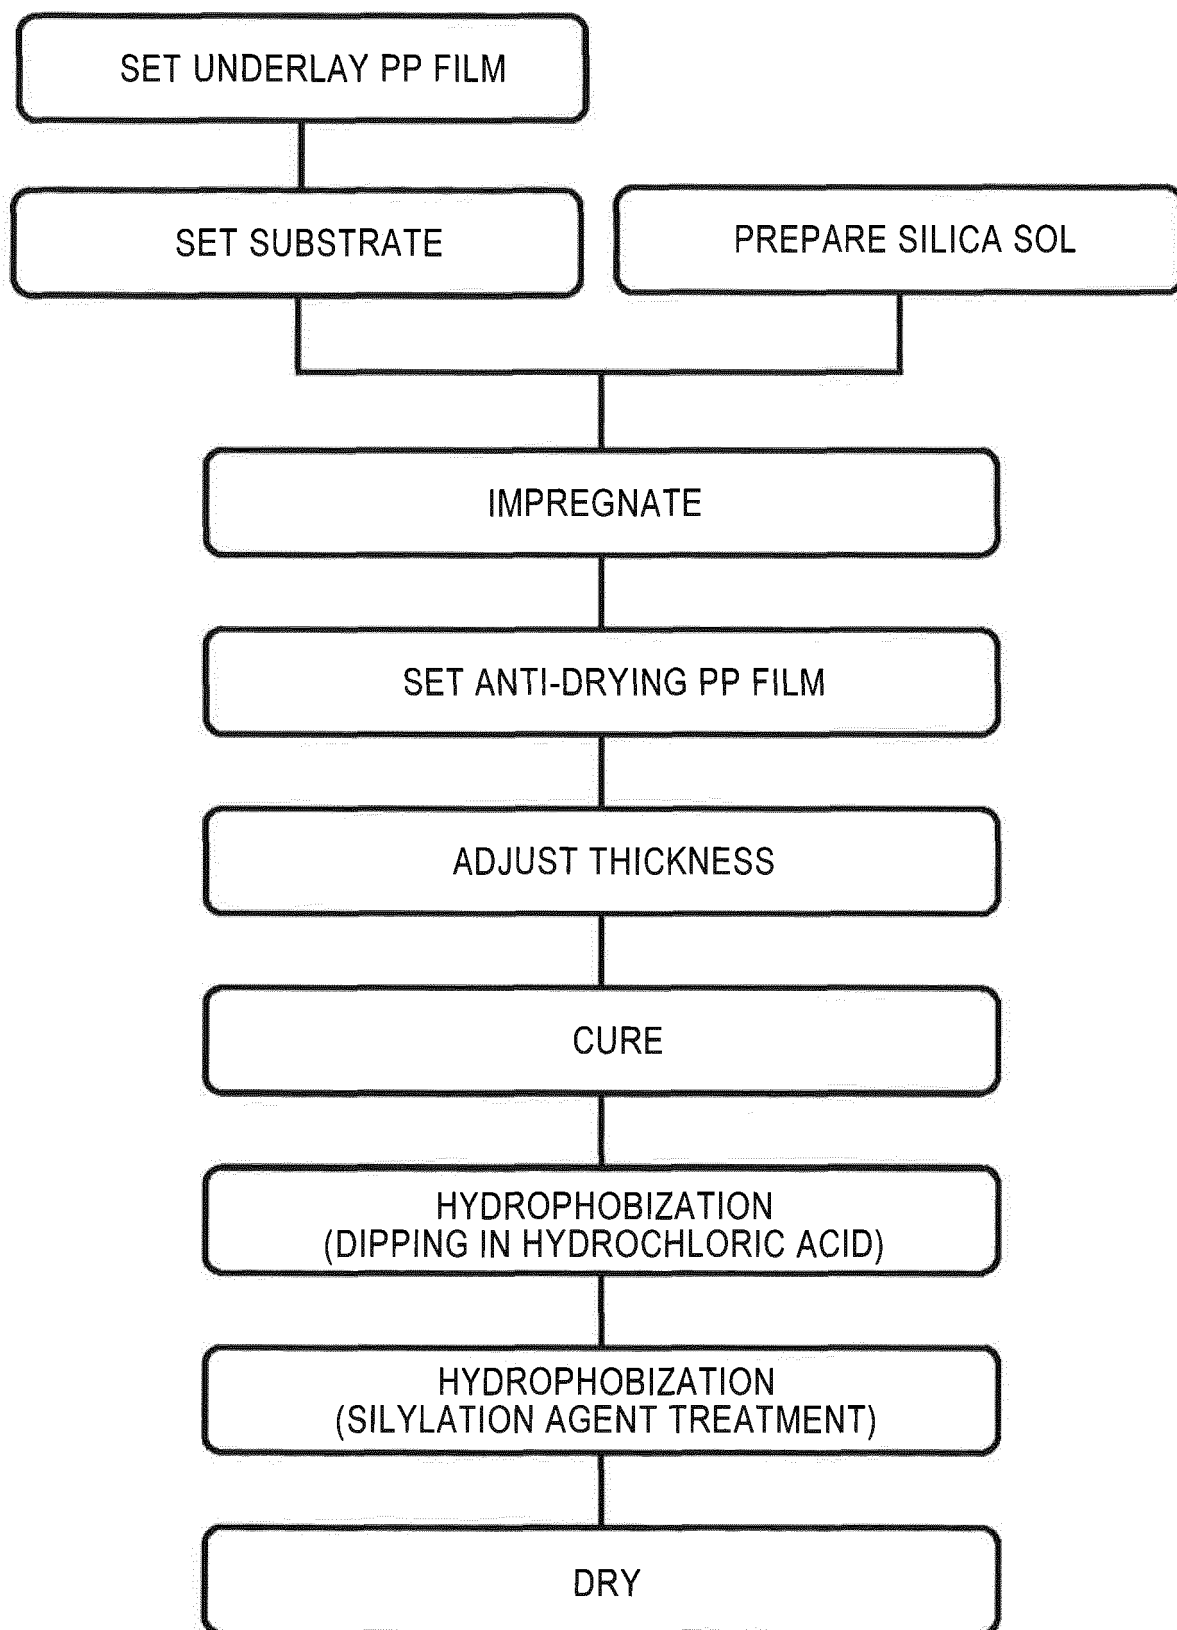 SET UNDERLAY PP FILM
SET SUBSTRATE
PREPARE SILICA SOL
IMPREGNATE
SET ANTI-DRYING PP FILM
ADJUST THICKNESS
CURE
HYDROPHOBIZATION
(DIPPING IN HYDROCHLORIC ACID)
HYDROPHOBIZATION
(SILYLATION AGENT TREATMENT)
DRY